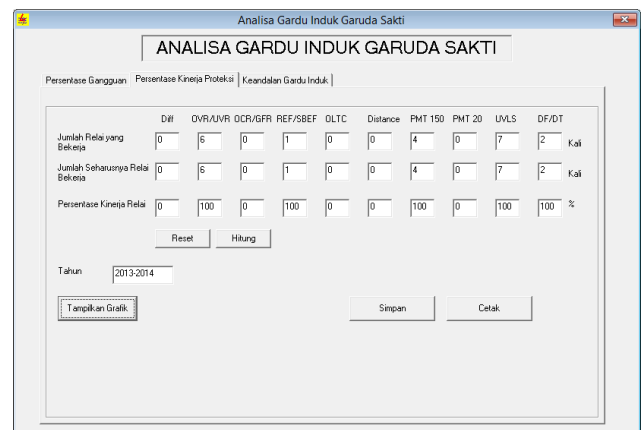 Analisa Gardu Induk Garuda Sakti
ANALISA GARDU INDUK GARUDA SAKTI
Persentase Gangguan Persentase Kinerja Proteksi Keandalan Gardu Induk
Diff OVR/UVR OCR/GFR REF/SBEF OLTC Distance PMT 150 PMT 20 UVLS DF/DT
Jumlah Relai yang
Bekerja 0 6 0 1 0 0 4 0 7 2 Kali
Jumlah Seharusnya Relai
Bekerja 0 6 0 1 0 0 4 0 7 2 Kali
Persentase Kinerja Relai 0 100 0 100 0 0 100 0 100 100 %
Reset Hitung
Tahun 2013-2014
Tampilkan Grafik Simpan Cetak